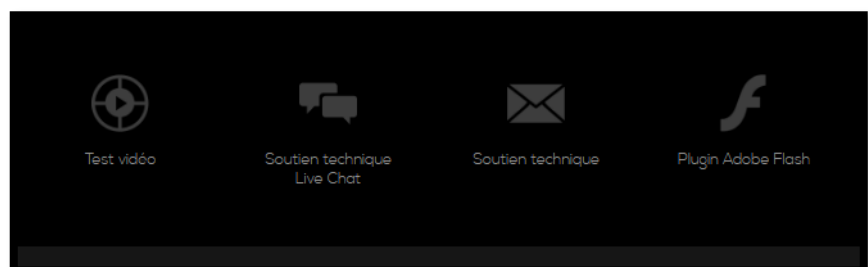 Test vidéo
Soutien technique
Live Chat
Soutien technique
Plugin Adobe Flash